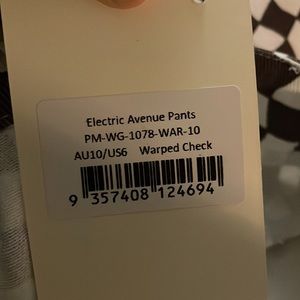 Electric Avenue Pants
PM-WG-1078-WAR-10
AU10/US6 Warped Check
9 357408 124694